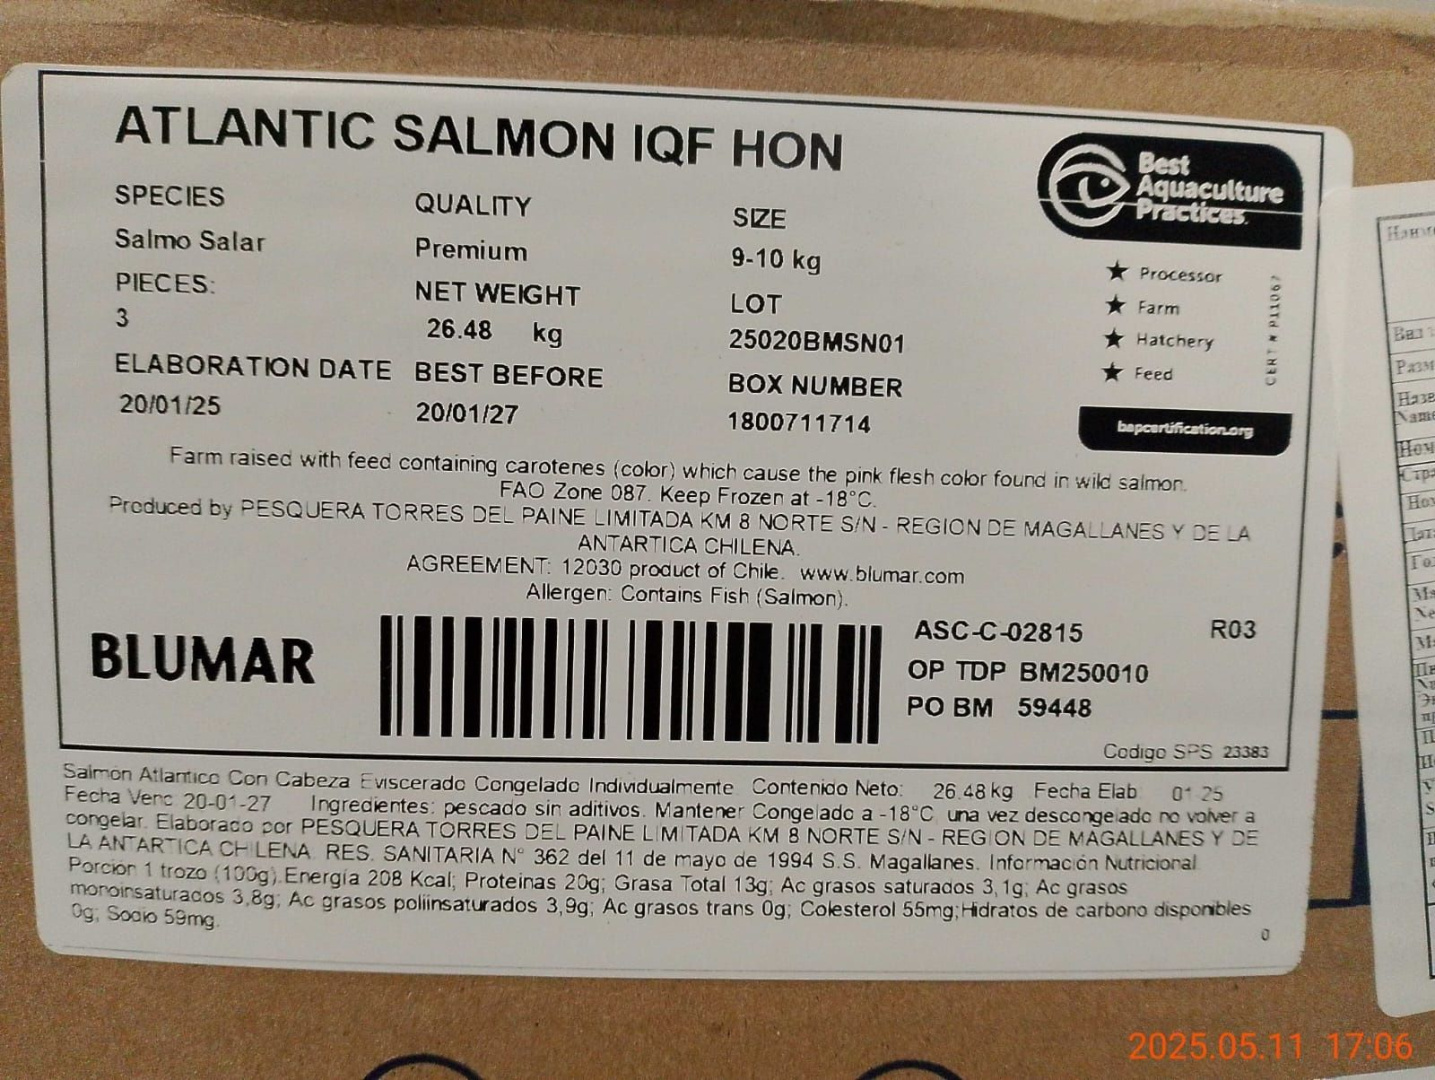 ATLANTIC SALMON IQF HON
Best
Aquaculture
Practices
SPECIES QUALITY SIZE
Salmo Salar Premium 9-10 kg
PIECES: NET WEIGHT LOT
3 26.48 kg 25020BMSN01
ELABORATION DATE BEST BEFORE BOX NUMBER
20/01/25 20/01/27 1800711714
★ Processor
★ Farm
★ Hatchery
★ Feed
CERT # P11067
bapcertification.org
Farm raised with feed containing carotenes (color) which cause the pink flesh color found in wild salmon.
FAO Zone 087. Keep Frozen at -18°C.
Produced by PESQUERA TORRES DEL PAINE LIMITADA KM 8 NORTE S/N - REGION DE MAGALLANES Y DE LA
ANTARTICA CHILENA.
AGREEMENT: 12030 product of Chile. www.blumar.com
Allergen: Contains Fish (Salmon).
BLUMAR
ASC-C-02815 R03
OP TDP BM250010
PO BM 59448
Codigo SPS 23383
Salmon Atlantico Con Cabeza Eviscerado Congelado Individualmente Contenido Neto: 26.48 kg Fecha Elab 01 25
Fecha Venc 20-01-27 Ingredientes: pescado sin aditivos. Mantener Congelado a -18°C una vez descongelado no volver a
congelar. Elaborado por PESQUERA TORRES DEL PAINE LIMITADA KM 8 NORTE S/N - REGION DE MAGALLANES Y DE
LA ANTARTICA CHILENA RES. SANITARIA N° 362 del 11 de mayo de 1994 S.S. Magallanes. Información Nutricional
Porción 1 trozo (100g). Energía 208 Kcal; Proteinas 20g; Grasa Total 13g; Ac grasos saturados 3,1g; Ac grasos
monoinsaturados 3,8g; Ac grasos poliinsaturados 3,9g; Ac grasos trans 0g; Colesterol 55mg; Hidratos de carbono disponibles
0g; Sodio 59mg.
0
2025.05.11 17:06